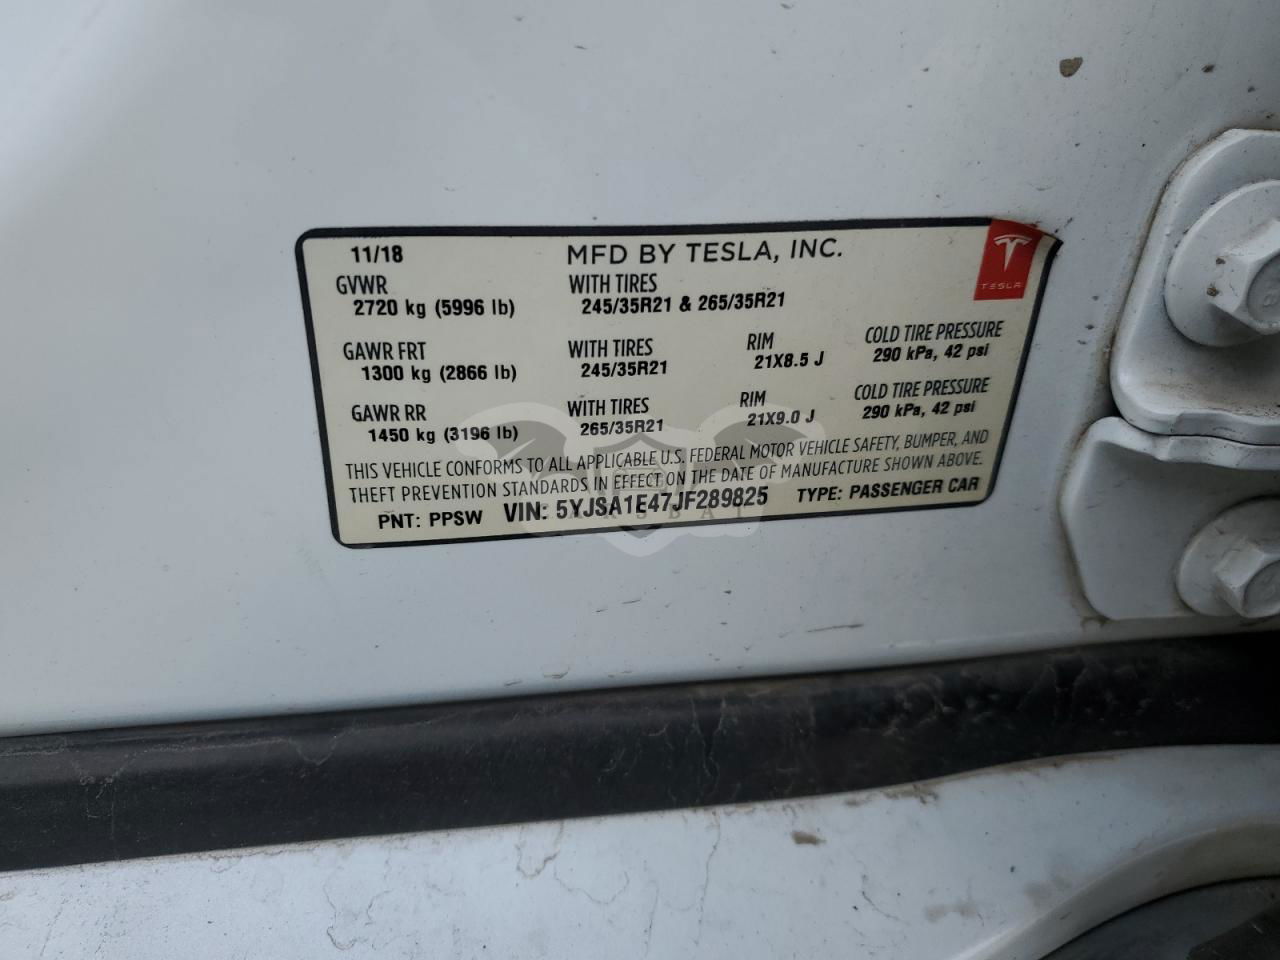 11/18 MFD BY TESLA, INC.
TESLA
GVWR WITH TIRES
2720 kg (5996 lb) 245/35R21 & 265/35R21
GAWR FRT WITH TIRES RIM COLD TIRE PRESSURE
1300 kg (2866 lb) 245/35R21 21X8.5 J 290 kPa, 42 psi
GAWR RR WITH TIRES RIM COLD TIRE PRESSURE
1450 kg (3196 lb) 265/35R21 21X9.0 J 290 kPa, 42 psi
THIS VEHICLE CONFORMS TO ALL APPLICABLE U.S. FEDERAL MOTOR VEHICLE SAFETY, BUMPER, AND
THEFT PREVENTION STANDARDS IN EFFECT ON THE DATE OF MANUFACTURE SHOWN ABOVE.
PNT: PPSW VIN: 5YJSA1E47JF289825 TYPE: PASSENGER CAR